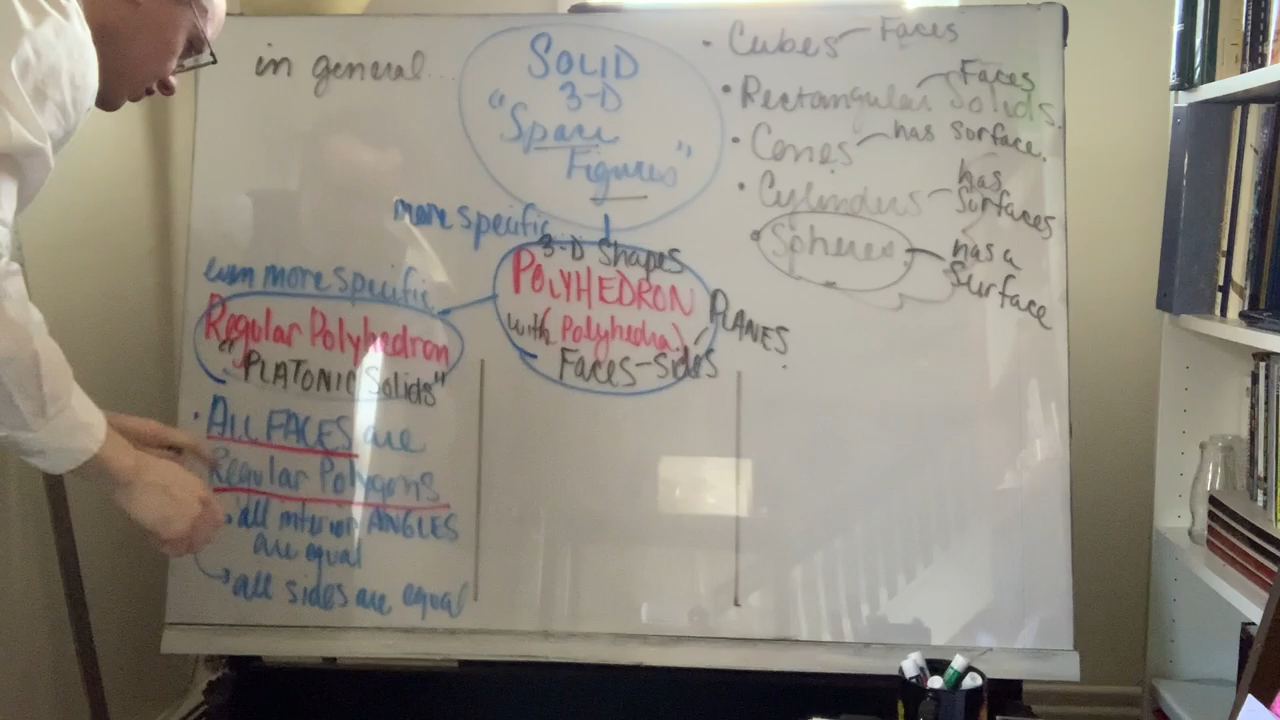 in general...
SOLID
3-D
"Space
Figures"
• Cubes - Faces
• Rectangular Solids. - Faces
• Cones - has surface.
• Cylinders - has
surfaces
• Spheres - has a
Surface
more specific
3-D Shapes
POLYHEDRON
with (Polyhedra)
Faces-sides
PLANES
even more specific
Regular Polyhedron
"PLATONIC Solids"
• ALL FACES are
Regular Polygons
• all interior ANGLES
are equal
→ all sides are equal